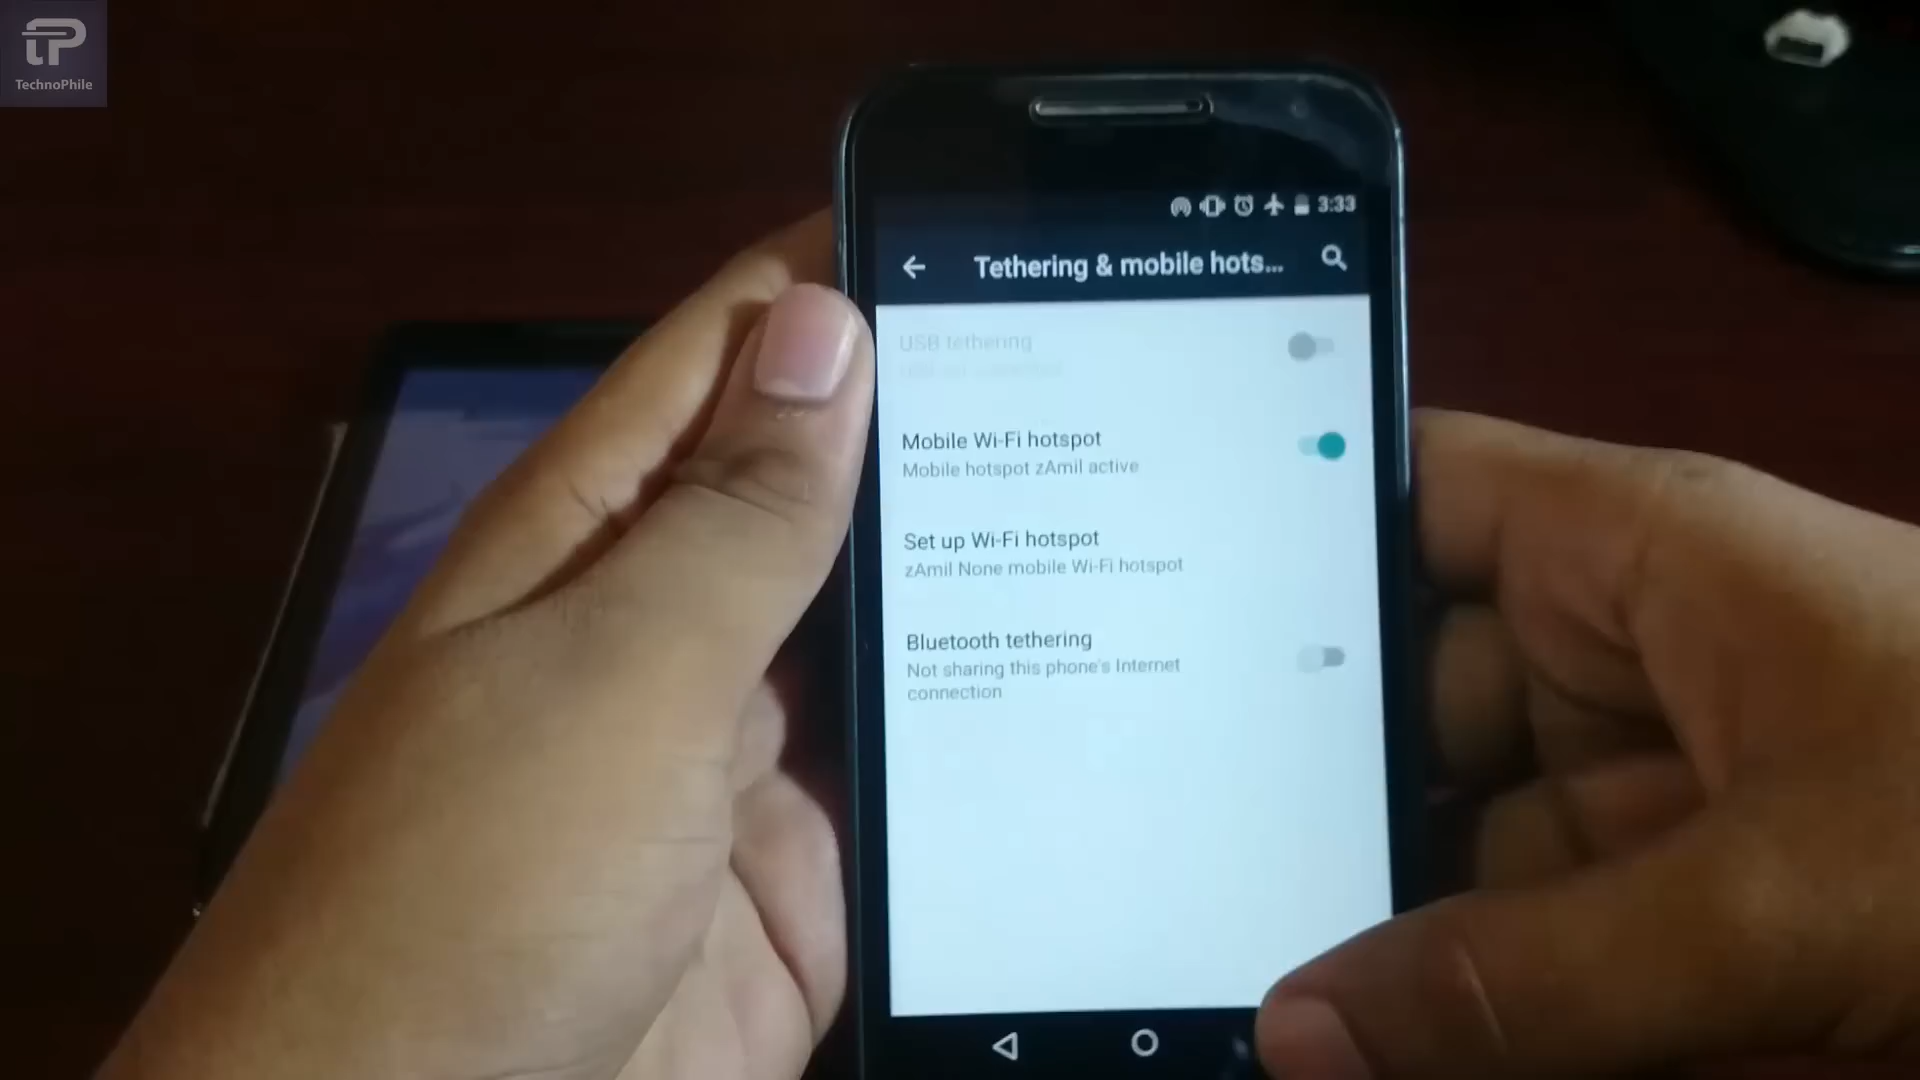 TechnoPhile
3:33
Tethering & mobile hots...
USB tethering
Mobile Wi-Fi hotspot
Mobile hotspot zAmil active
Set up Wi-Fi hotspot
zAmil None mobile Wi-Fi hotspot
Bluetooth tethering
Not sharing this phone's Internet
connection